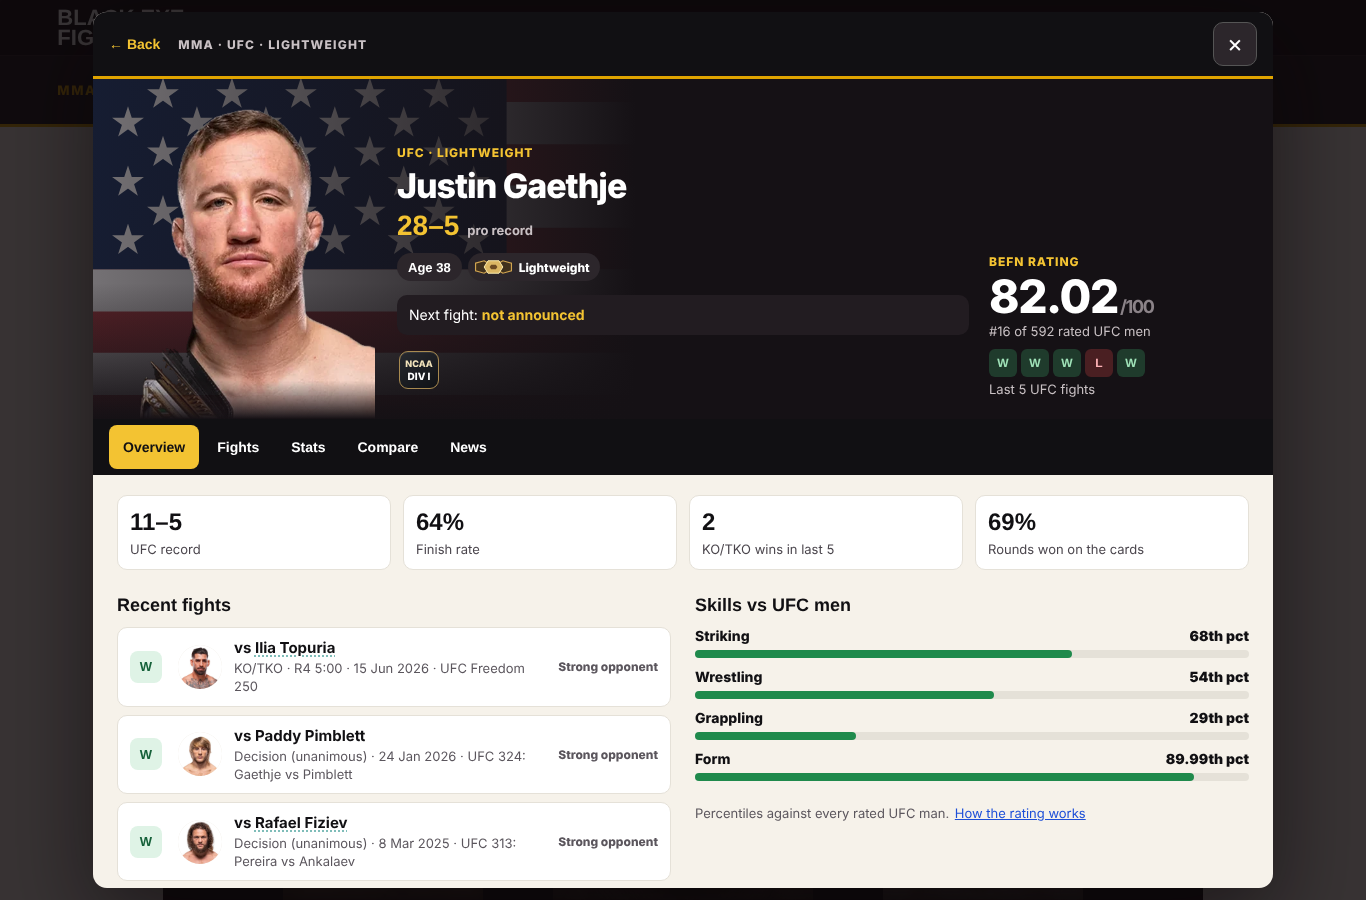 BLACK EYE
FIG
MMA
← Back
MMA · UFC · LIGHTWEIGHT
×
UFC · LIGHTWEIGHT
Justin Gaethje
28–5 pro record
Age 38
Lightweight
Next fight: not announced
NCAA
DIV I
BEFN RATING
82.02/100
#16 of 592 rated UFC men
W W W L W
Last 5 UFC fights
Overview Fights Stats Compare News
11–5
UFC record
64%
Finish rate
2
KO/TKO wins in last 5
69%
Rounds won on the cards
Recent fights
W
vs Ilia Topuria
KO/TKO · R4 5:00 · 15 Jun 2026 · UFC Freedom
250
Strong opponent
W
vs Paddy Pimblett
Decision (unanimous) · 24 Jan 2026 · UFC 324:
Gaethje vs Pimblett
Strong opponent
W
vs Rafael Fiziev
Decision (unanimous) · 8 Mar 2025 · UFC 313:
Pereira vs Ankalaev
Strong opponent
Skills vs UFC men
Striking 68th pct
Wrestling 54th pct
Grappling 29th pct
Form 89.99th pct
Percentiles against every rated UFC man. How the rating works